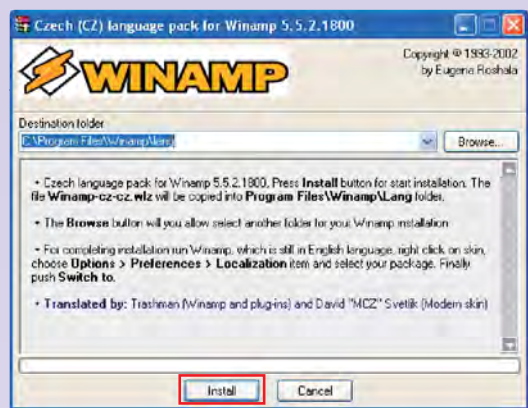 Czech (CZ) language pack for Winamp 5.5.2.1800
WINAMP
Copyright © 1993-2002
by Eugene Roshala
Destination folder
C:\Program Files\Winamp\lang
Browse...
• Czech language pack for Winamp 5.5.2.1800, Press Install button for start installation. The
file Winamp-cz-cz.wlz will be copied into Program Files\Winamp\Lang folder.
• The Browse button will you allow select another folder for your Winamp installation
• For completing installation run Winamp, which is still in English language, right click on skin,
choose Options > Preferences > Localization item and select your package. Finally
push Switch to.
• Translated by: Trashman (Winamp and plug-ins) and David "MCZ" Svetlik (Modern skin)
Install
Cancel